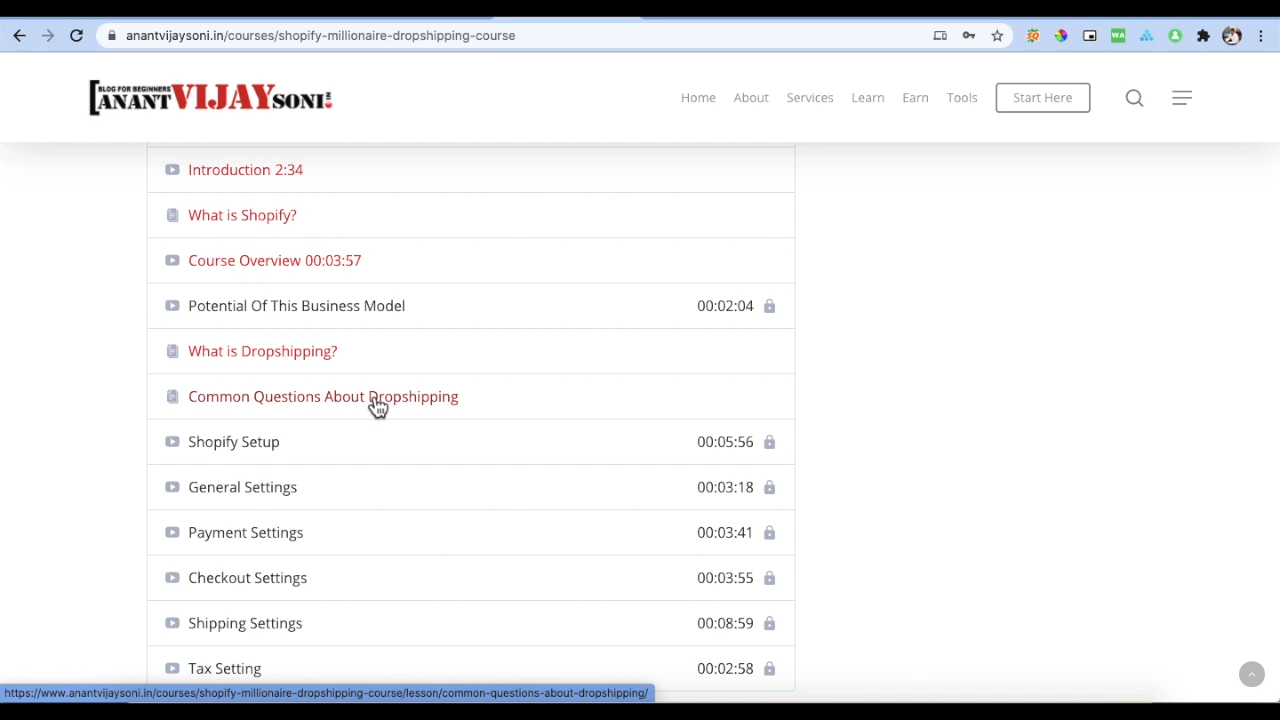 anantvijaysoni.in/courses/shopify-millionaire-dropshipping-course
BLOG FOR BEGINNERS
ANANTVIJAYSONI.IN
Home About Services Learn Earn Tools Start Here
Introduction 2:34
What is Shopify?
Course Overview 00:03:57
Potential Of This Business Model 00:02:04
What is Dropshipping?
Common Questions About Dropshipping
Shopify Setup 00:05:56
General Settings 00:03:18
Payment Settings 00:03:41
Checkout Settings 00:03:55
Shipping Settings 00:08:59
Tax Setting 00:02:58
https://www.anantvijaysoni.in/courses/shopify-millionaire-dropshipping-course/lesson/common-questions-about-dropshipping/